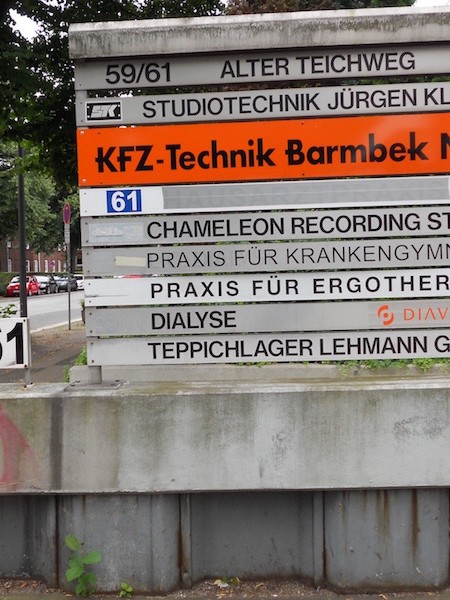 59/61 ALTER TEICHWEG
STUDIOTECHNIK JÜRGEN KL
KFZ-Technik Barmbek N
61
CHAMELEON RECORDING ST
PRAXIS FÜR KRANKENGYMN
PRAXIS FÜR ERGOTHER
DIALYSE DIAV
TEPPICHLAGER LEHMANN G
61